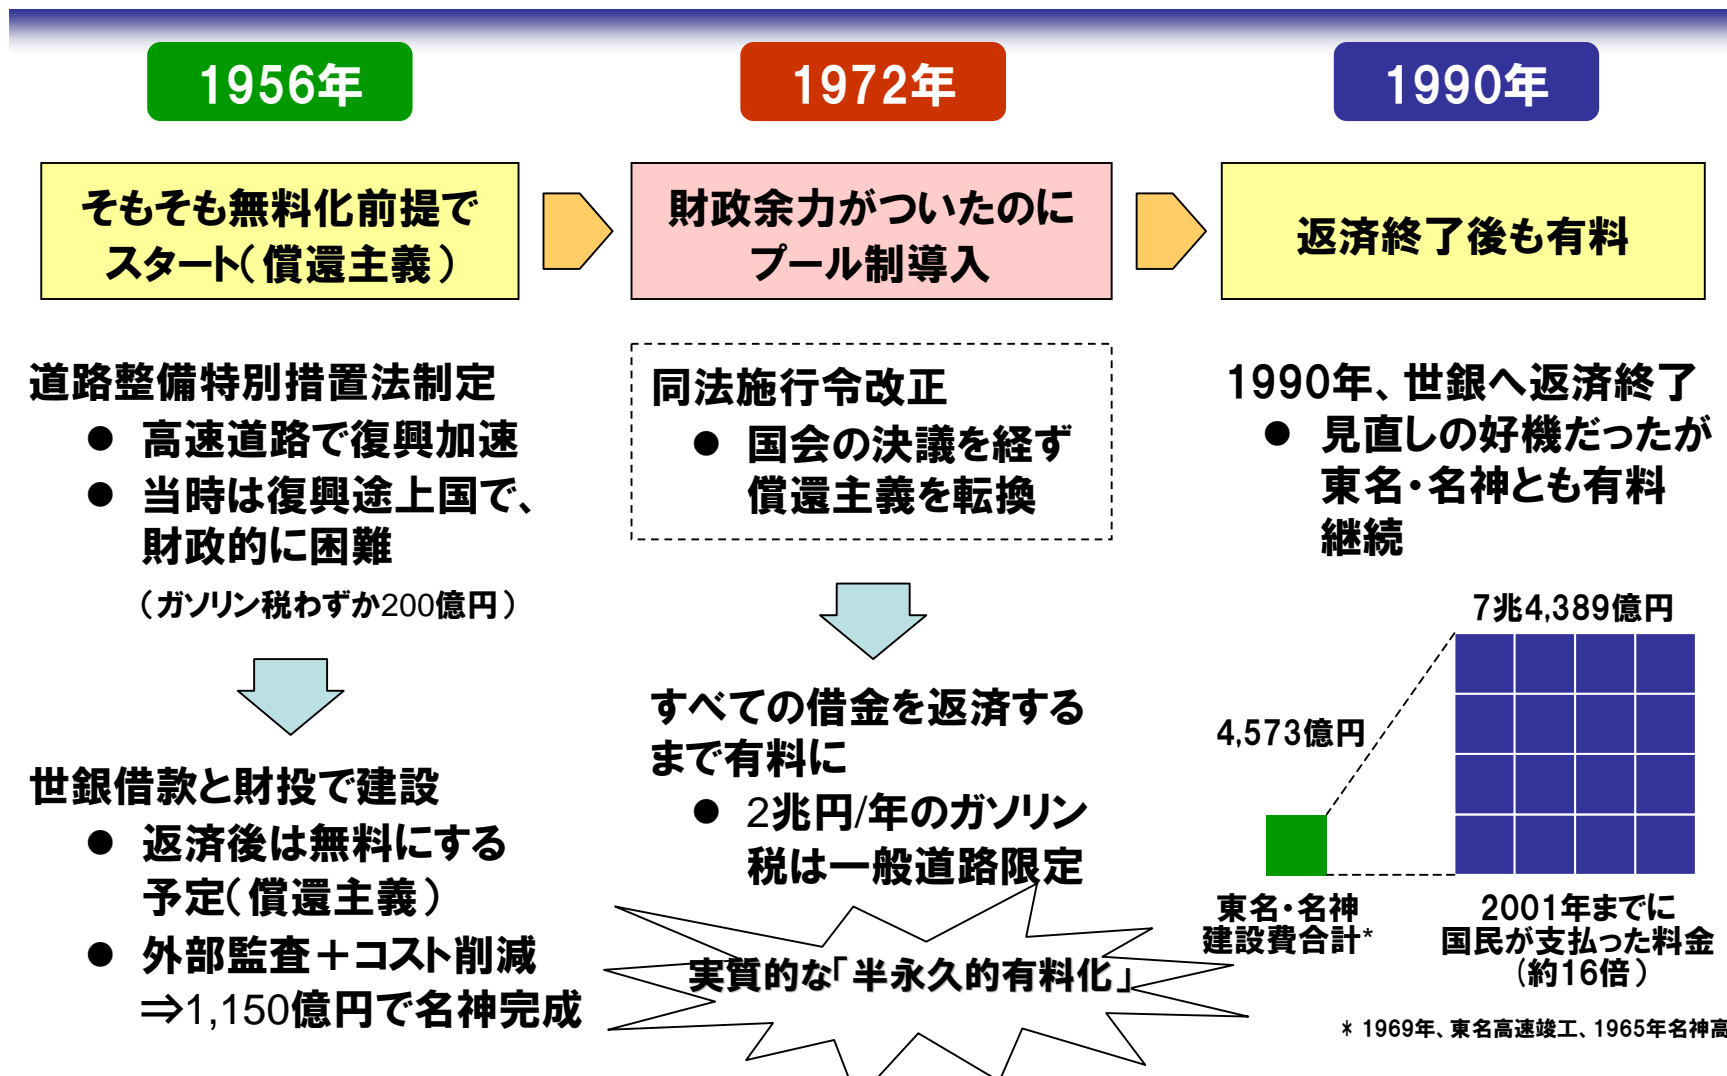 1956年
そもそも無料化前提で
スタート（償還主義）
道路整備特別措置法制定
● 高速道路で復興加速
● 当時は復興途上国で、
財政的に困難
（ガソリン税わずか200億円）
世銀借款と財投で建設
● 返済後は無料にする
予定（償還主義）
● 外部監査＋コスト削減
⇒1,150億円で名神完成
1972年
財政余力がついたのに
プール制導入
同法施行令改正
● 国会の決議を経ず
償還主義を転換
すべての借金を返済する
まで有料に
● 2兆円/年のガソリン
税は一般道路限定
実質的な「半永久的有料化」
1990年
返済終了後も有料
1990年、世銀へ返済終了
● 見直しの好機だったが
東名・名神とも有料
継続
7兆4,389億円
4,573億円
東名・名神
建設費合計*
2001年までに
国民が支払った料金
（約16倍）
* 1969年、東名高速竣工、1965年名神高